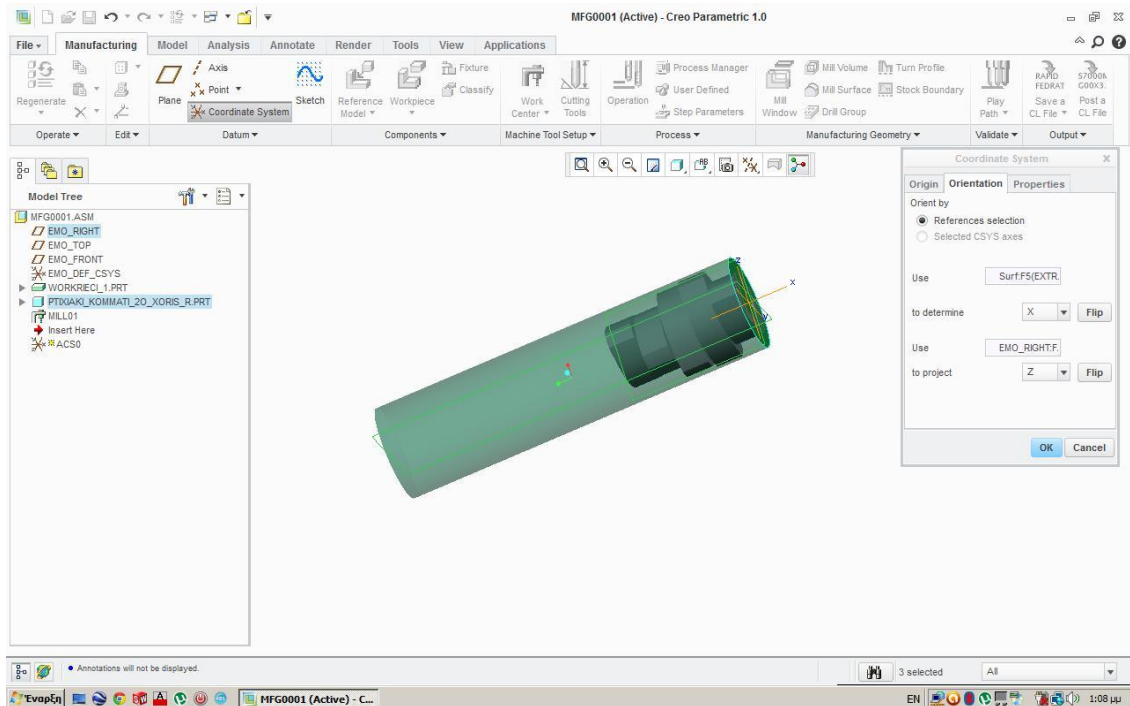 MFG0001 (Active) - Creo Parametric 1.0
File Manufacturing Model Analysis Annotate Render Tools View Applications
Regenerate
Plane
Axis
Point
Coordinate System
Sketch
Reference Model
Workpiece
Fixture
Classify
Work Center
Cutting Tools
Operation
Process Manager
User Defined
Step Parameters
Mill Window
Mill Volume
Mill Surface
Drill Group
Turn Profile
Stock Boundary
Play Path
RAPID
FEDRAT
Save a CL File
G00X3.
Post a CL File
Operate Edit Datum Components Machine Tool Setup Process Manufacturing Geometry Validate Output
Model Tree
MFG0001.ASM
EMO_RIGHT
EMO_TOP
EMO_FRONT
EMO_DEF_CSYS
WORKRIECI_1.PRT
PTIXIAKI_KOMMATI_2O_XORIS_R.PRT
MILL01
Insert Here
ACS0
z
x
y
Coordinate System
Origin Orientation Properties
Orient by
References selection
Selected CSYS axes
Use Surf:F5(EXTR.
to determine X Flip
Use EMO_RIGHT:F.
to project Z Flip
OK Cancel
Annotations will not be displayed.
3 selected All
Έναρξη
MFG0001 (Active) - C...
EN
1:08 μμ